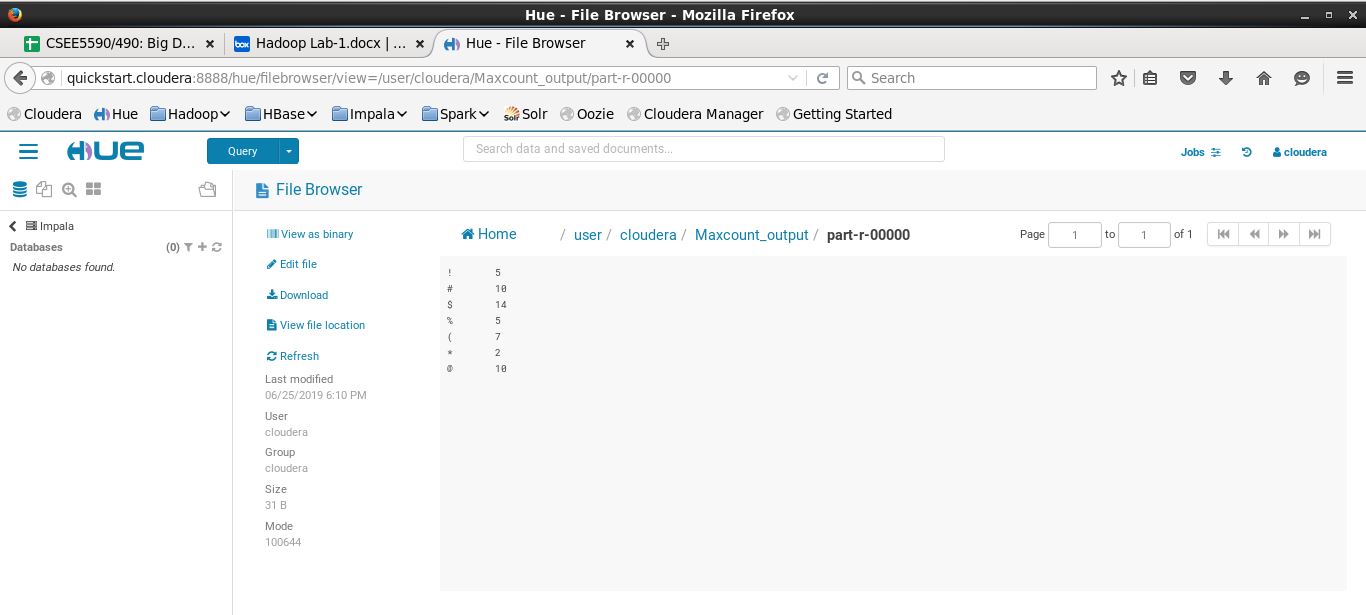 Hue - File Browser - Mozilla Firefox
CSEE5590/490: Big D... × Hadoop Lab-1.docx | ... × Hue - File Browser ×
quickstart.cloudera:8888/hue/filebrowser/view=/user/cloudera/Maxcount_output/part-r-00000 Search
Cloudera Hue Hadoop HBase Impala Spark Solr Oozie Cloudera Manager Getting Started
HUE Query Search data and saved documents... Jobs cloudera
File Browser
Impala
Databases (0)
No databases found.
View as binary
Edit file
Download
View file location
Refresh
Last modified
06/25/2019 6:10 PM
User
cloudera
Group
cloudera
Size
31 B
Mode
100644
Home / user / cloudera / Maxcount_output / part-r-00000 Page 1 to 1 of 1
! 5
# 10
$ 14
% 5
( 7
* 2
@ 10